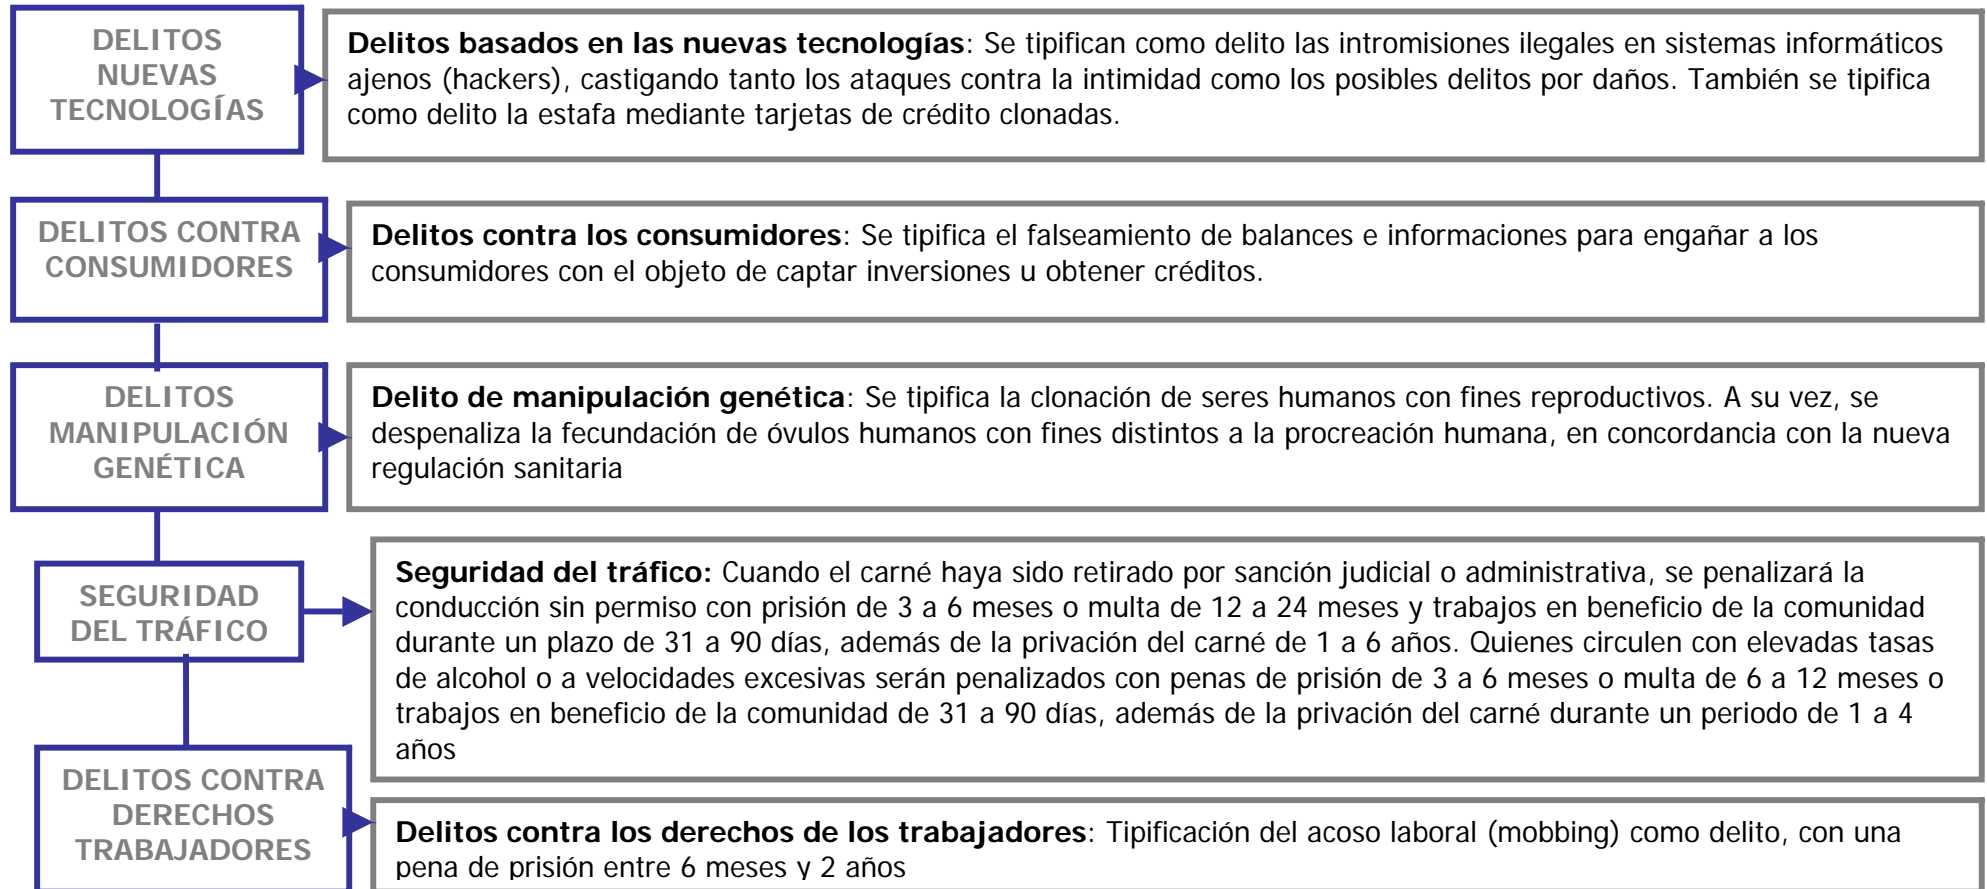 DELITOS
NUEVAS
TECNOLOGÍAS
Delitos basados en las nuevas tecnologías: Se tipifican como delito las intromisiones ilegales en sistemas informáticos
ajenos (hackers), castigando tanto los ataques contra la intimidad como los posibles delitos por daños. También se tipifica
como delito la estafa mediante tarjetas de crédito clonadas.
DELITOS CONTRA
CONSUMIDORES
Delitos contra los consumidores: Se tipifica el falseamiento de balances e informaciones para engañar a los
consumidores con el objeto de captar inversiones u obtener créditos.
DELITOS
MANIPULACIÓN
GENÉTICA
Delito de manipulación genética: Se tipifica la clonación de seres humanos con fines reproductivos. A su vez, se
despenaliza la fecundación de óvulos humanos con fines distintos a la procreación humana, en concordancia con la nueva
regulación sanitaria
SEGURIDAD
DEL TRÁFICO
Seguridad del tráfico: Cuando el carné haya sido retirado por sanción judicial o administrativa, se penalizará la
conducción sin permiso con prisión de 3 a 6 meses o multa de 12 a 24 meses y trabajos en beneficio de la comunidad
durante un plazo de 31 a 90 días, además de la privación del carné de 1 a 6 años. Quienes circulen con elevadas tasas
de alcohol o a velocidades excesivas serán penalizados con penas de prisión de 3 a 6 meses o multa de 6 a 12 meses o
trabajos en beneficio de la comunidad de 31 a 90 días, además de la privación del carné durante un periodo de 1 a 4
años
DELITOS CONTRA
DERECHOS
TRABAJADORES
Delitos contra los derechos de los trabajadores: Tipificación del acoso laboral (mobbing) como delito, con una
pena de prisión entre 6 meses y 2 años